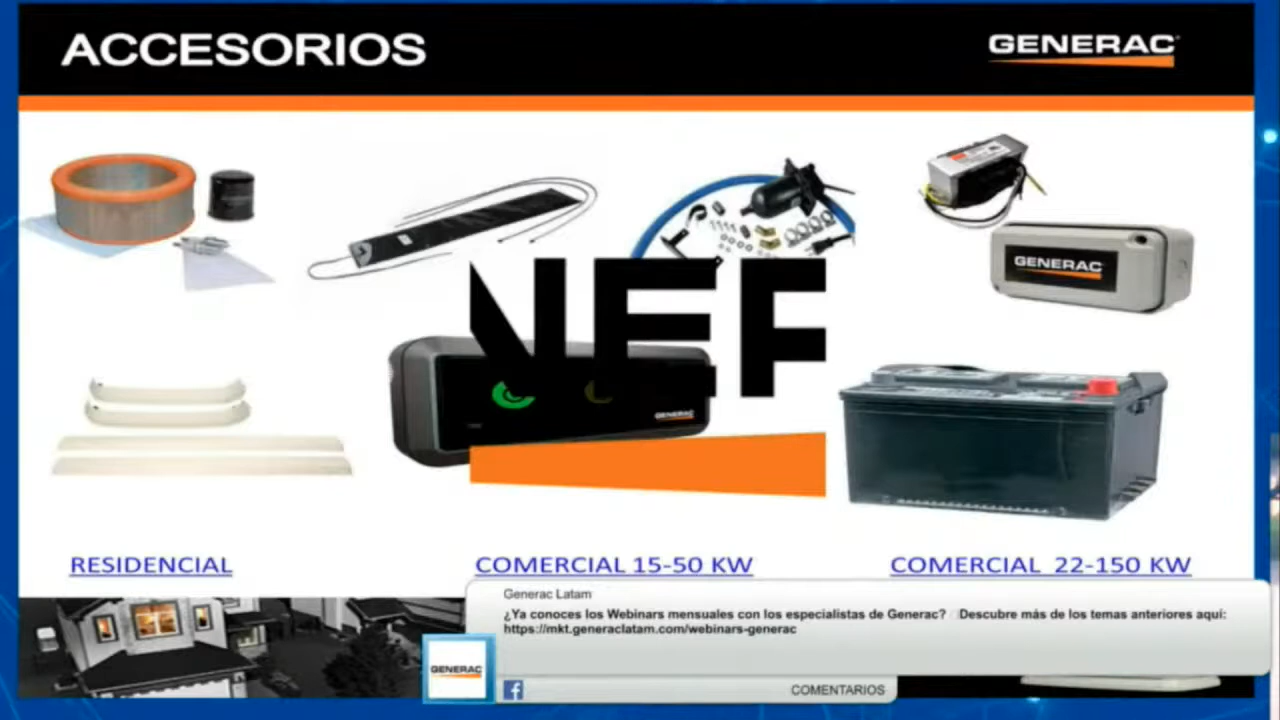 ACCESORIOS
GENERAC
GENERAC
NER
GENERAC
RESIDENCIAL
COMERCIAL 15-50 KW
COMERCIAL 22-150 KW
Generac Latam
¿Ya conoces los Webinars mensuales con los especialistas de Generac? Descubre más de los temas anteriores aquí:
https://mkt.generaclatam.com/webinars-generac
GENERAC
COMENTARIOS